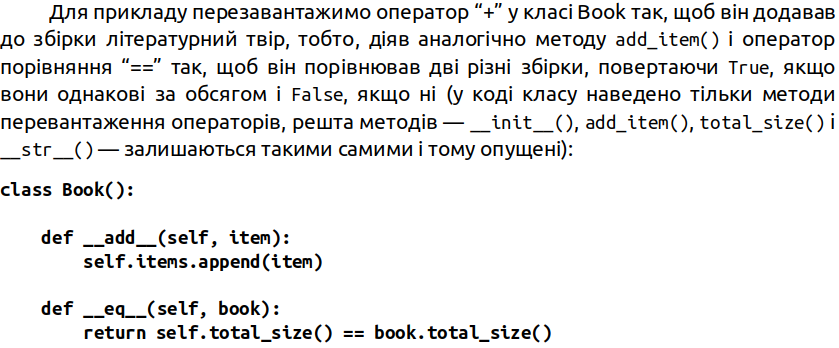 Для прикладу перезавантажимо оператор “+” у класі Book так, щоб він додавав
до збірки літературний твір, тобто, діяв аналогічно методу add_item() і оператор
порівняння “==” так, щоб він порівнював дві різні збірки, повертаючи True, якщо
вони однакові за обсягом і False, якщо ні (у коді класу наведено тільки методи
перевантаження операторів, решта методів — __init__(), add_item(), total_size() і
__str__() — залишаються такими самими і тому опущені):
class Book():
    def __add__(self, item):
        self.items.append(item)
    def __eq__(self, book):
        return self.total_size() == book.total_size()